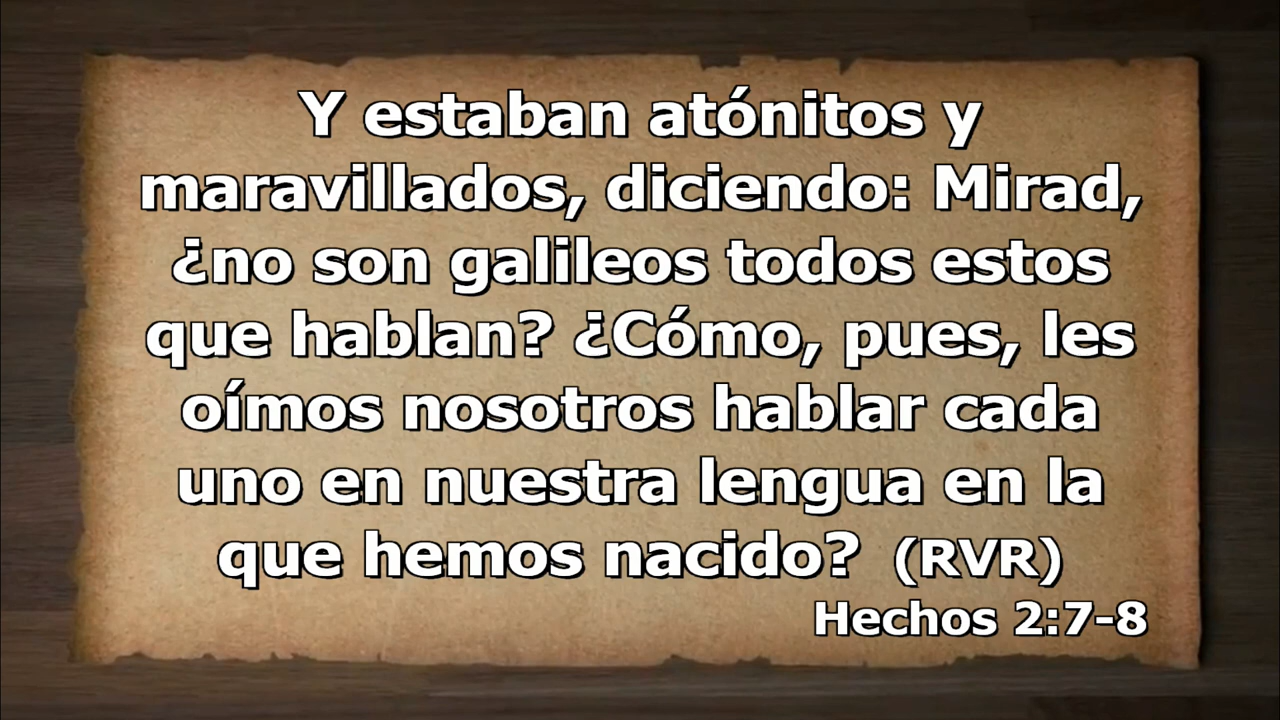 Y estaban atónitos y
maravillados, diciendo: Mirad,
¿no son galileos todos estos
que hablan? ¿Cómo, pues, les
oímos nosotros hablar cada
uno en nuestra lengua en la
que hemos nacido? (RVR)
Hechos 2:7-8